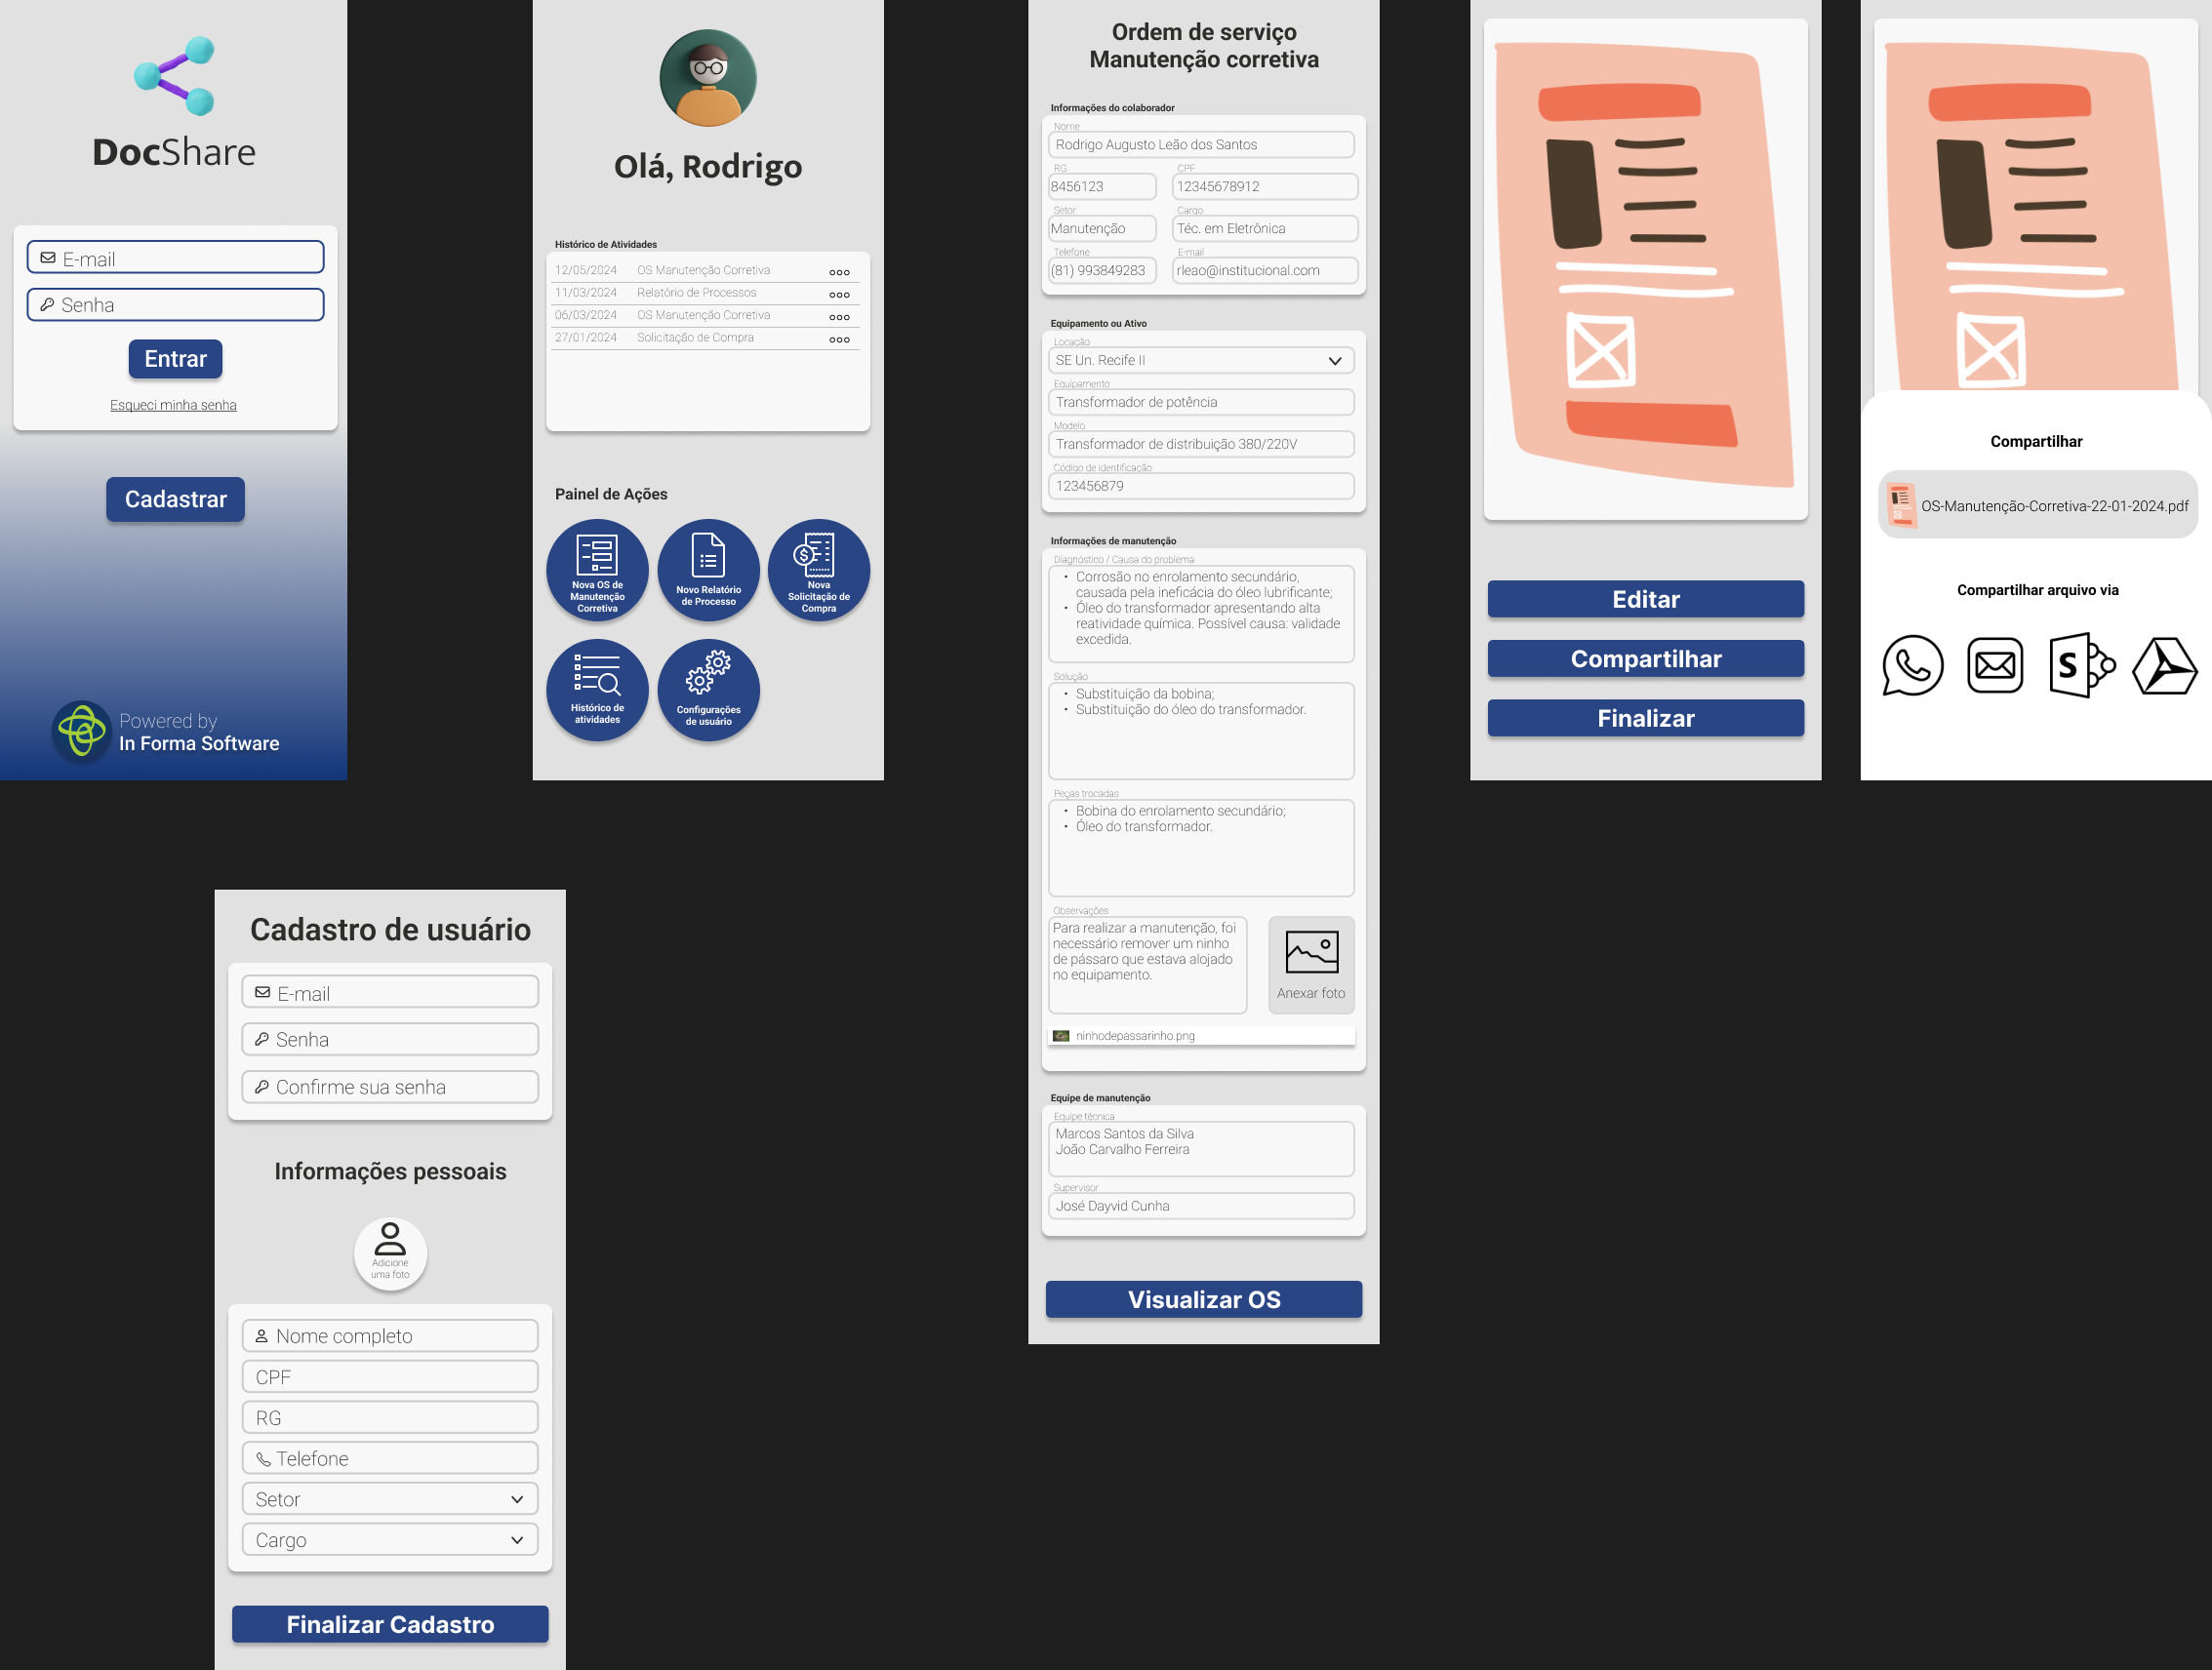 DocShare
E-mail
Senha
Entrar
Esqueci minha senha
Cadastrar
Powered by
In Forma Software
Olá, Rodrigo
Histórico de Atividades
12/05/2024 OS Manutenção Corretiva
11/03/2024 Relatório de Processos
06/03/2024 OS Manutenção Corretiva
27/01/2024 Solicitação de Compra
Painel de Ações
Nova OS de
Manutenção
Corretiva
Novo Relatório
de Processo
Nova
Solicitação de
Compra
Histórico de
atividades
Configurações
de usuário
Ordem de serviço
Manutenção corretiva
Informações do colaborador
Nome
Rodrigo Augusto Leão dos Santos
RG CPF
8456123 12345678912
Setor Cargo
Manutenção Téc. em Eletrônica
Telefone E-mail
(81) 993849283 rleao@institucional.com
Equipamento ou Ativo
Locação
SE Un. Recife II
Equipamento
Transformador de potência
Modelo
Transformador de distribuição 380/220V
Código de identificação
123456879
Informações de manutenção
Diagnóstico / Causa do problema
• Corrosão no enrolamento secundário,
causada pela ineficácia do óleo lubrificante;
• Óleo do transformador apresentando alta
reatividade química. Possível causa: validade
excedida.
Solução
• Substituição da bobina;
• Substituição do óleo do transformador.
Peças trocadas
• Bobina do enrolamento secundário;
• Óleo do transformador.
Observações
Para realizar a manutenção, foi
necessário remover um ninho
de pássaro que estava alojado
no equipamento.
Anexar foto
ninhodepassarinho.png
Equipe de manutenção
Equipe técnica
Marcos Santos da Silva
João Carvalho Ferreira
Supervisor
José Dayvid Cunha
Visualizar OS
Editar
Compartilhar
Finalizar
Compartilhar
OS-Manutenção-Corretiva-22-01-2024.pdf
Compartilhar arquivo via
S
Cadastro de usuário
E-mail
Senha
Confirme sua senha
Informações pessoais
Adicione
uma foto
Nome completo
CPF
RG
Telefone
Setor
Cargo
Finalizar Cadastro